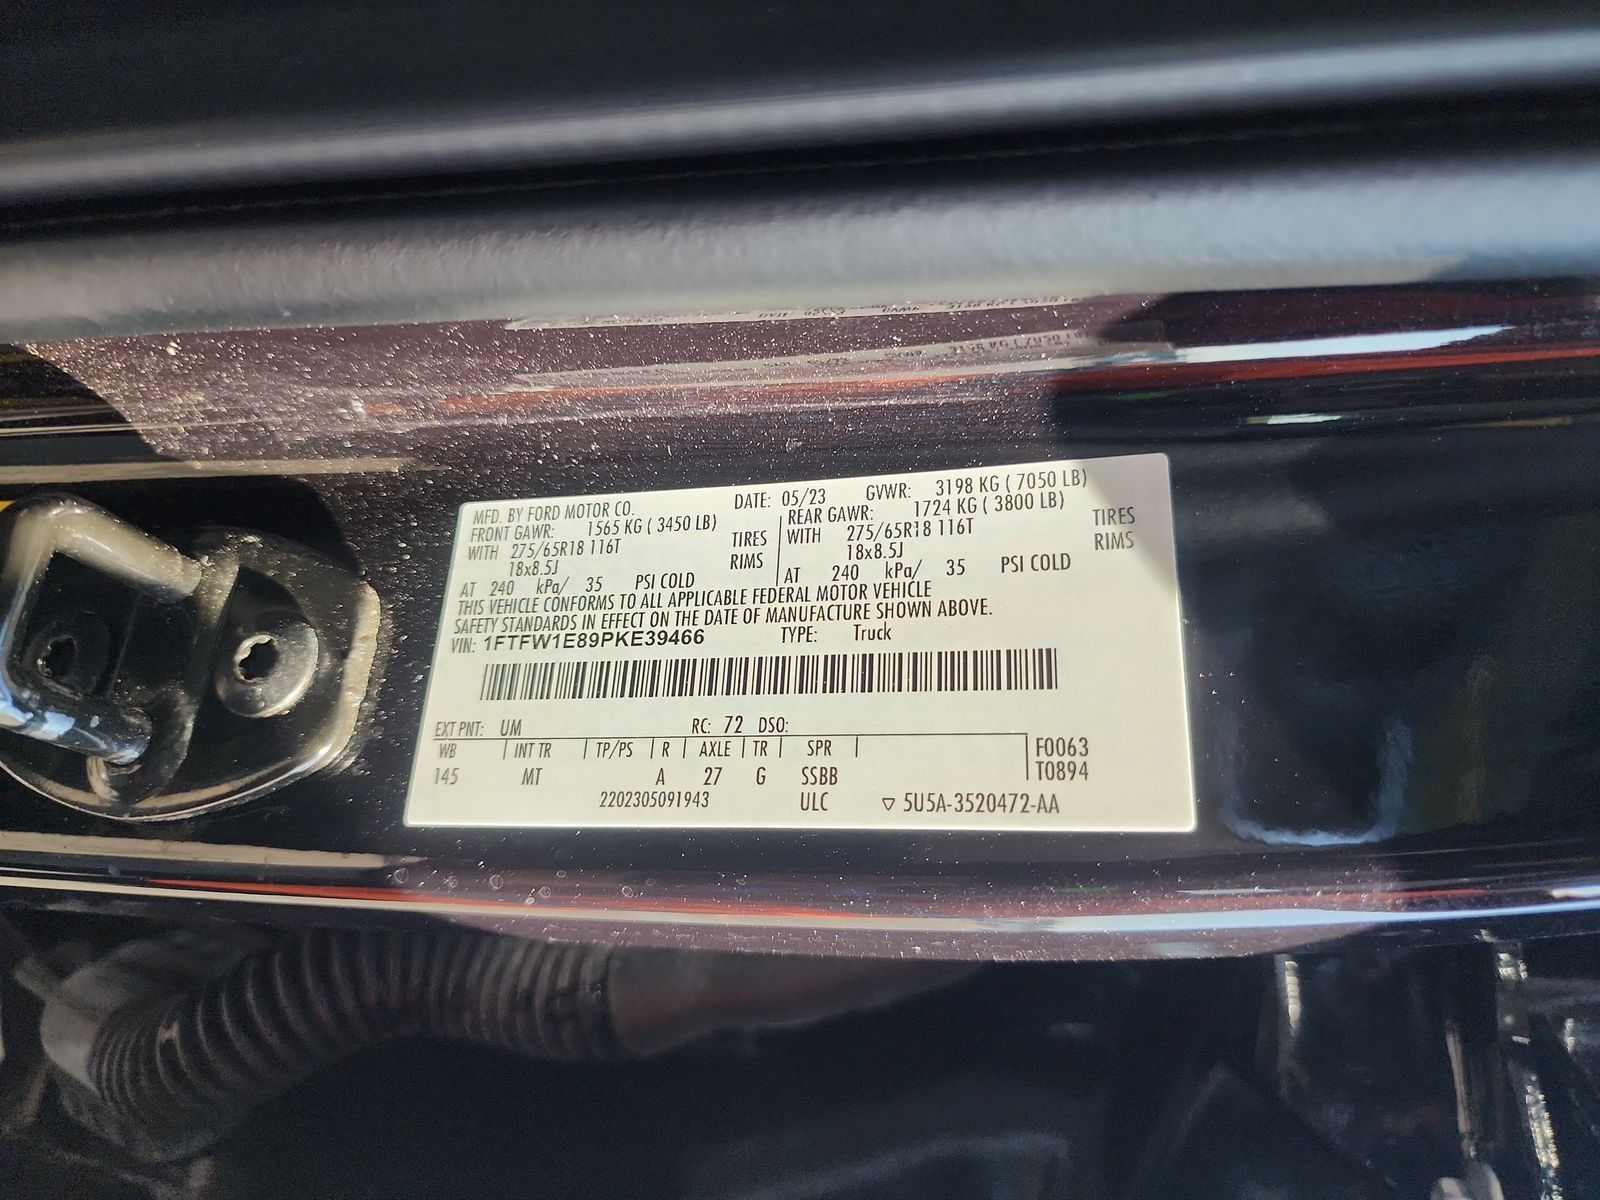 MFD. BY FORD MOTOR CO. DATE: 05/23 GVWR: 3198 KG ( 7050 LB)
FRONT GAWR: 1565 KG ( 3450 LB) REAR GAWR: 1724 KG ( 3800 LB)
WITH 275/65R18 116T TIRES WITH 275/65R18 116T TIRES
18x8.5J RIMS 18x8.5J RIMS
AT 240 kPa/ 35 PSI COLD AT 240 kPa/ 35 PSI COLD
THIS VEHICLE CONFORMS TO ALL APPLICABLE FEDERAL MOTOR VEHICLE
SAFETY STANDARDS IN EFFECT ON THE DATE OF MANUFACTURE SHOWN ABOVE.
VIN: 1FTFW1E89PKE39466 TYPE: Truck
EXT PNT: UM RC: 72 DSO:
WB INT TR TP/PS R AXLE TR SPR F0063
145 MT A 27 G SSBB T0894
2202305091943 ULC ▽ 5U5A-3520472-AA